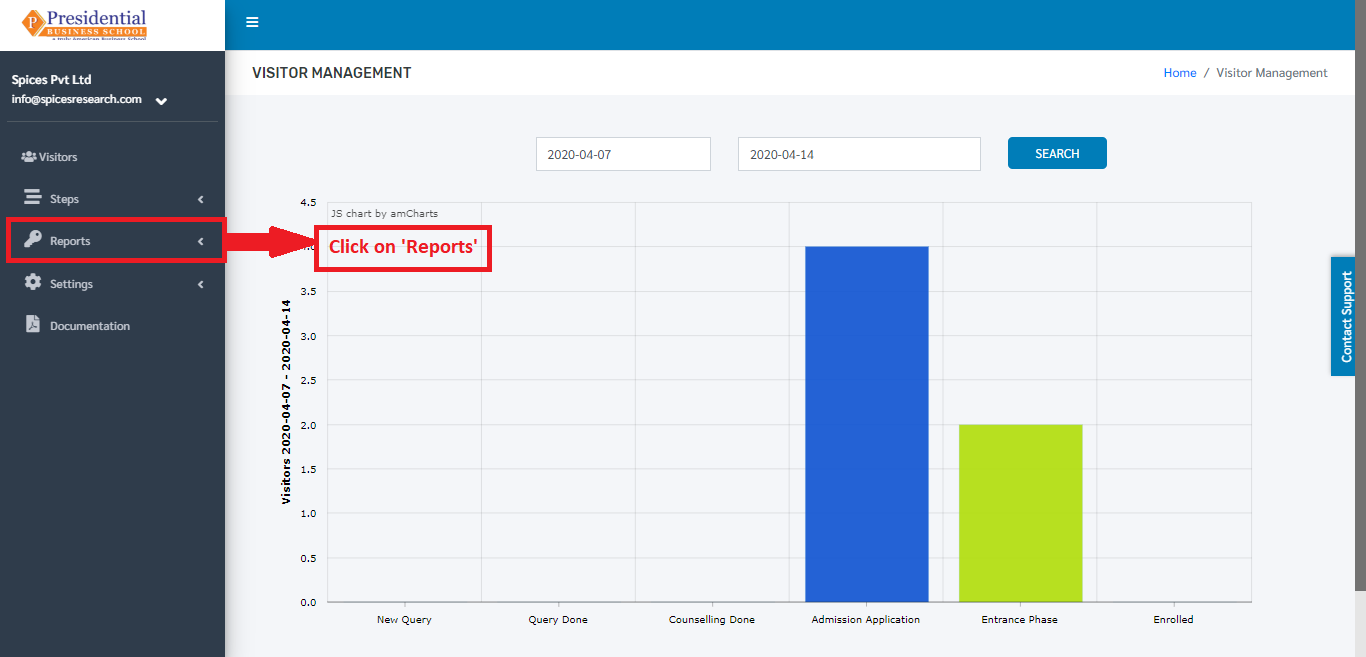 Presidential
P
BUSINESS SCHOOL
a truly American Business School
Spices Pvt Ltd
info@spicesresearch.com
Visitors
Steps
Reports
Settings
Documentation
VISITOR MANAGEMENT
Home / Visitor Management
2020-04-07
2020-04-14
SEARCH
JS chart by amCharts
Click on 'Reports'
Visitors 2020-04-07 - 2020-04-14
4.5
3.5
3.0
2.5
2.0
1.5
1.0
0.5
0.0
New Query
Query Done
Counselling Done
Admission Application
Entrance Phase
Enrolled
Contact Support